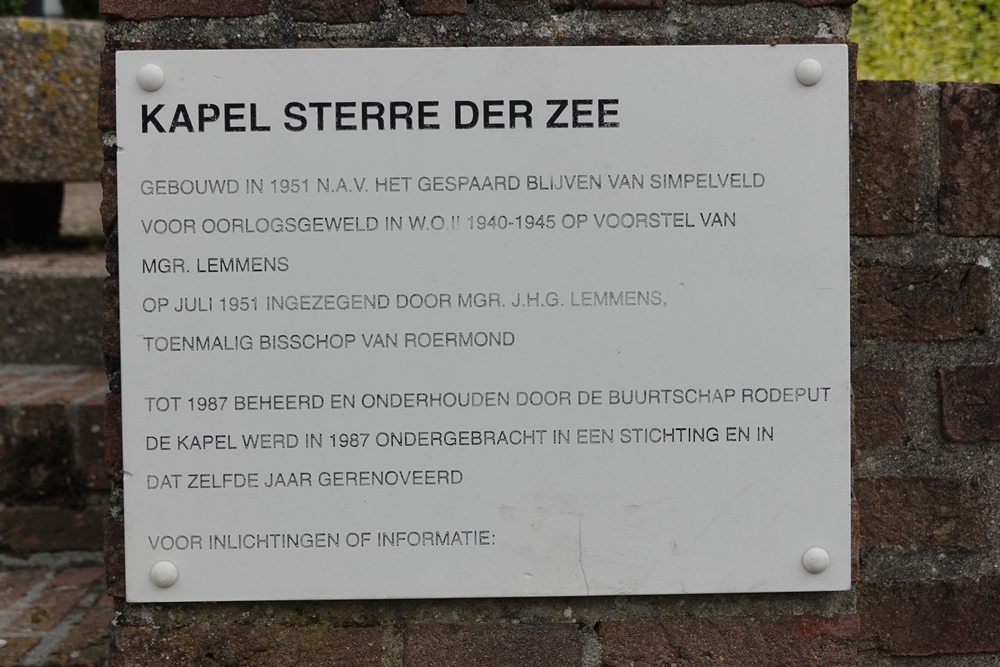 KAPEL STERRE DER ZEE
GEBOUWD IN 1951 N.A.V. HET GESPAARD BLIJVEN VAN SIMPELVELD
VOOR OORLOGSGEWELD IN W.O.II 1940-1945 OP VOORSTEL VAN
MGR. LEMMENS
OP JULI 1951 INGEZEGEND DOOR MGR. J.H.G. LEMMENS,
TOENMALIG BISSCHOP VAN ROERMOND
TOT 1987 BEHEERD EN ONDERHOUDEN DOOR DE BUURTSCHAP RODEPUT
DE KAPEL WERD IN 1987 ONDERGEBRACHT IN EEN STICHTING EN IN
DAT ZELFDE JAAR GERENOVEERD
VOOR INLICHTINGEN OF INFORMATIE: